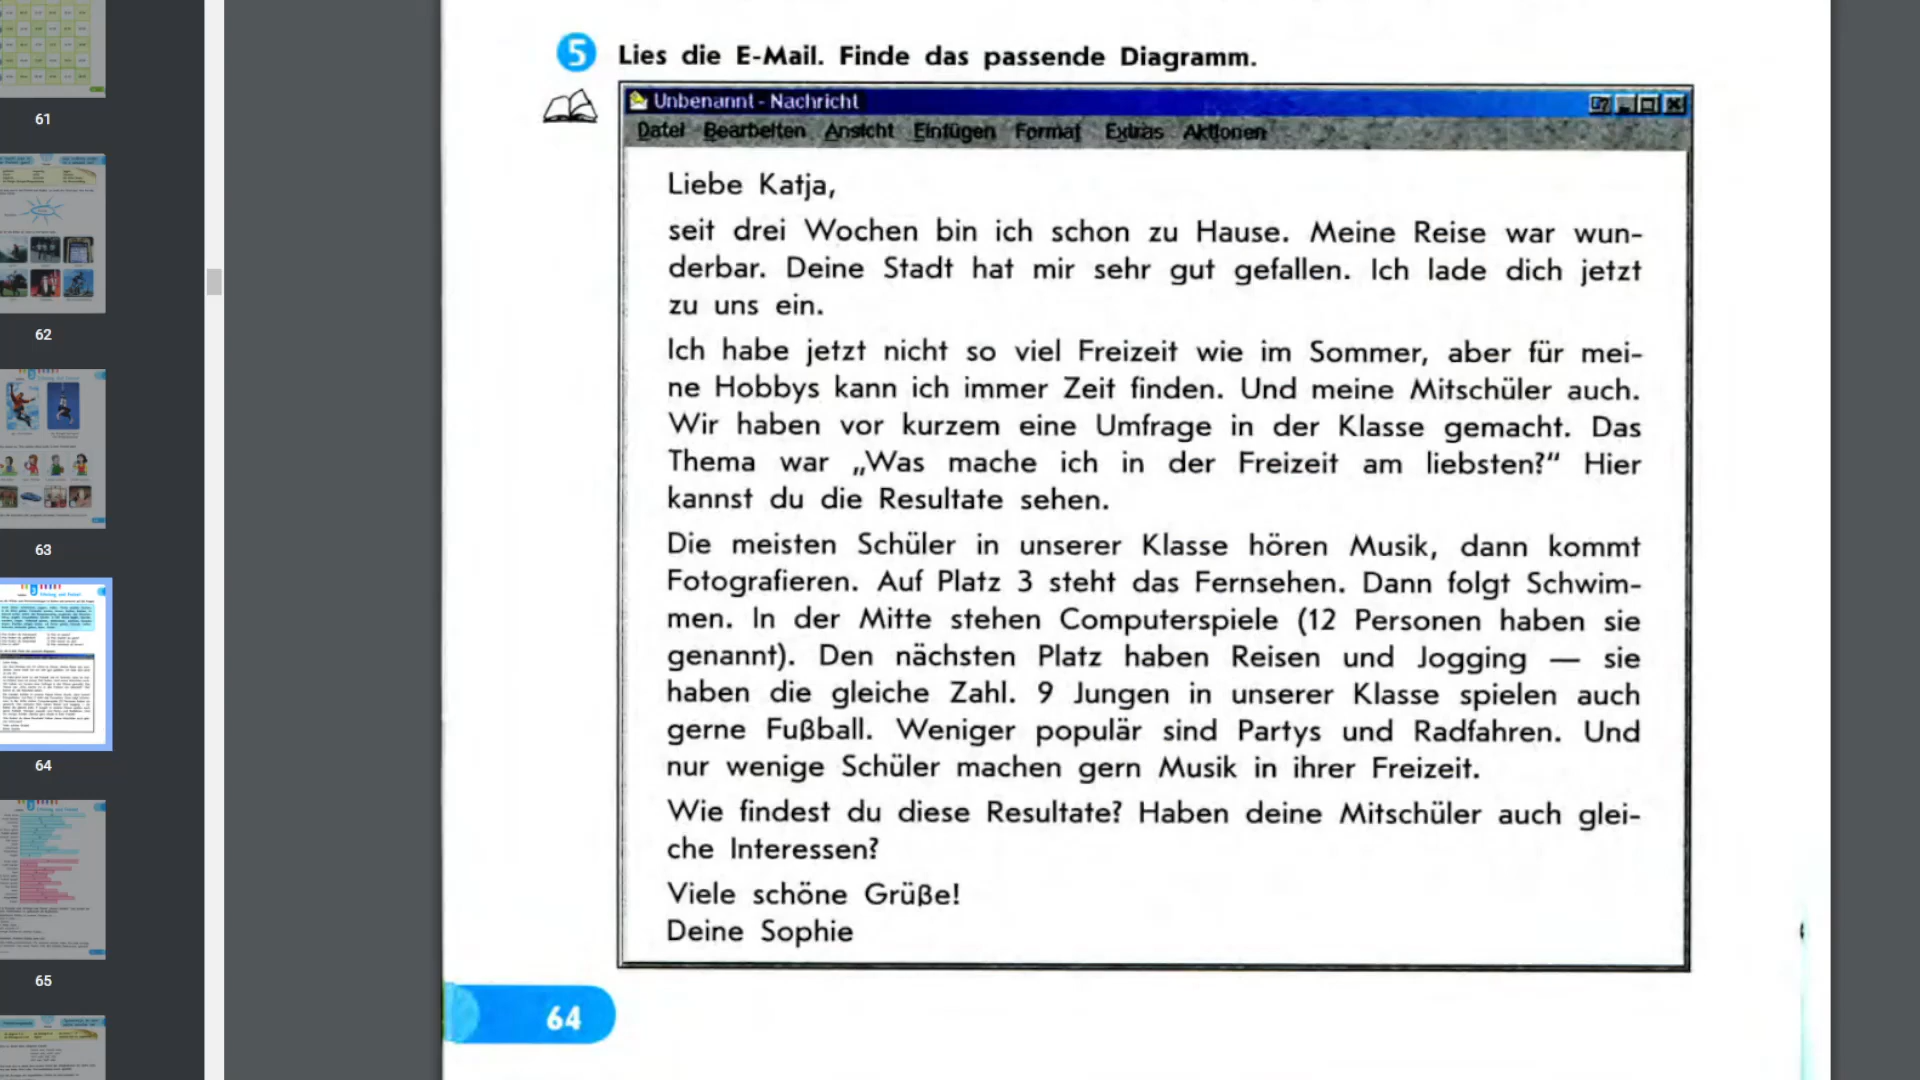 61
62
63
64
65
5 Lies die E-Mail. Finde das passende Diagramm.
Unbenannt - Nachricht
Datei Bearbeiten Ansicht Einfügen Format Extras Aktionen
Liebe Katja,
seit drei Wochen bin ich schon zu Hause. Meine Reise war wun-
derbar. Deine Stadt hat mir sehr gut gefallen. Ich lade dich jetzt
zu uns ein.
Ich habe jetzt nicht so viel Freizeit wie im Sommer, aber für mei-
ne Hobbys kann ich immer Zeit finden. Und meine Mitschüler auch.
Wir haben vor kurzem eine Umfrage in der Klasse gemacht. Das
Thema war „Was mache ich in der Freizeit am liebsten?“ Hier
kannst du die Resultate sehen.
Die meisten Schüler in unserer Klasse hören Musik, dann kommt
Fotografieren. Auf Platz 3 steht das Fernsehen. Dann folgt Schwim-
men. In der Mitte stehen Computerspiele (12 Personen haben sie
genannt). Den nächsten Platz haben Reisen und Jogging — sie
haben die gleiche Zahl. 9 Jungen in unserer Klasse spielen auch
gerne Fußball. Weniger populär sind Partys und Radfahren. Und
nur wenige Schüler machen gern Musik in ihrer Freizeit.
Wie findest du diese Resultate? Haben deine Mitschüler auch glei-
che Interessen?
Viele schöne Grüße!
Deine Sophie
64